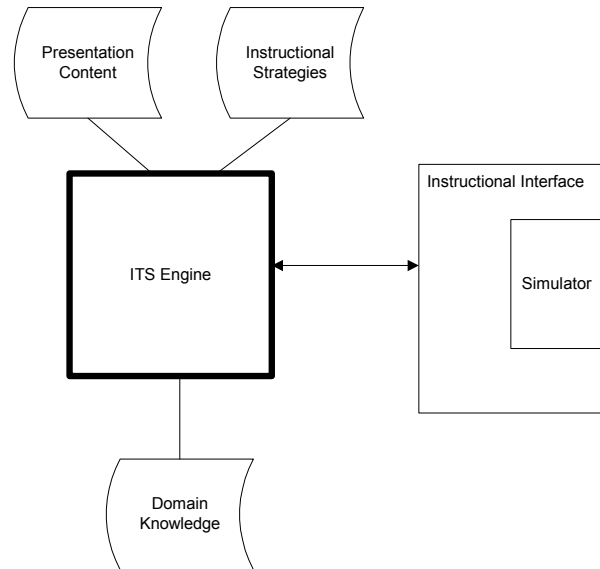 Presentation
Content
Instructional
Strategies
Instructional Interface
ITS Engine
Simulator
Domain
Knowledge